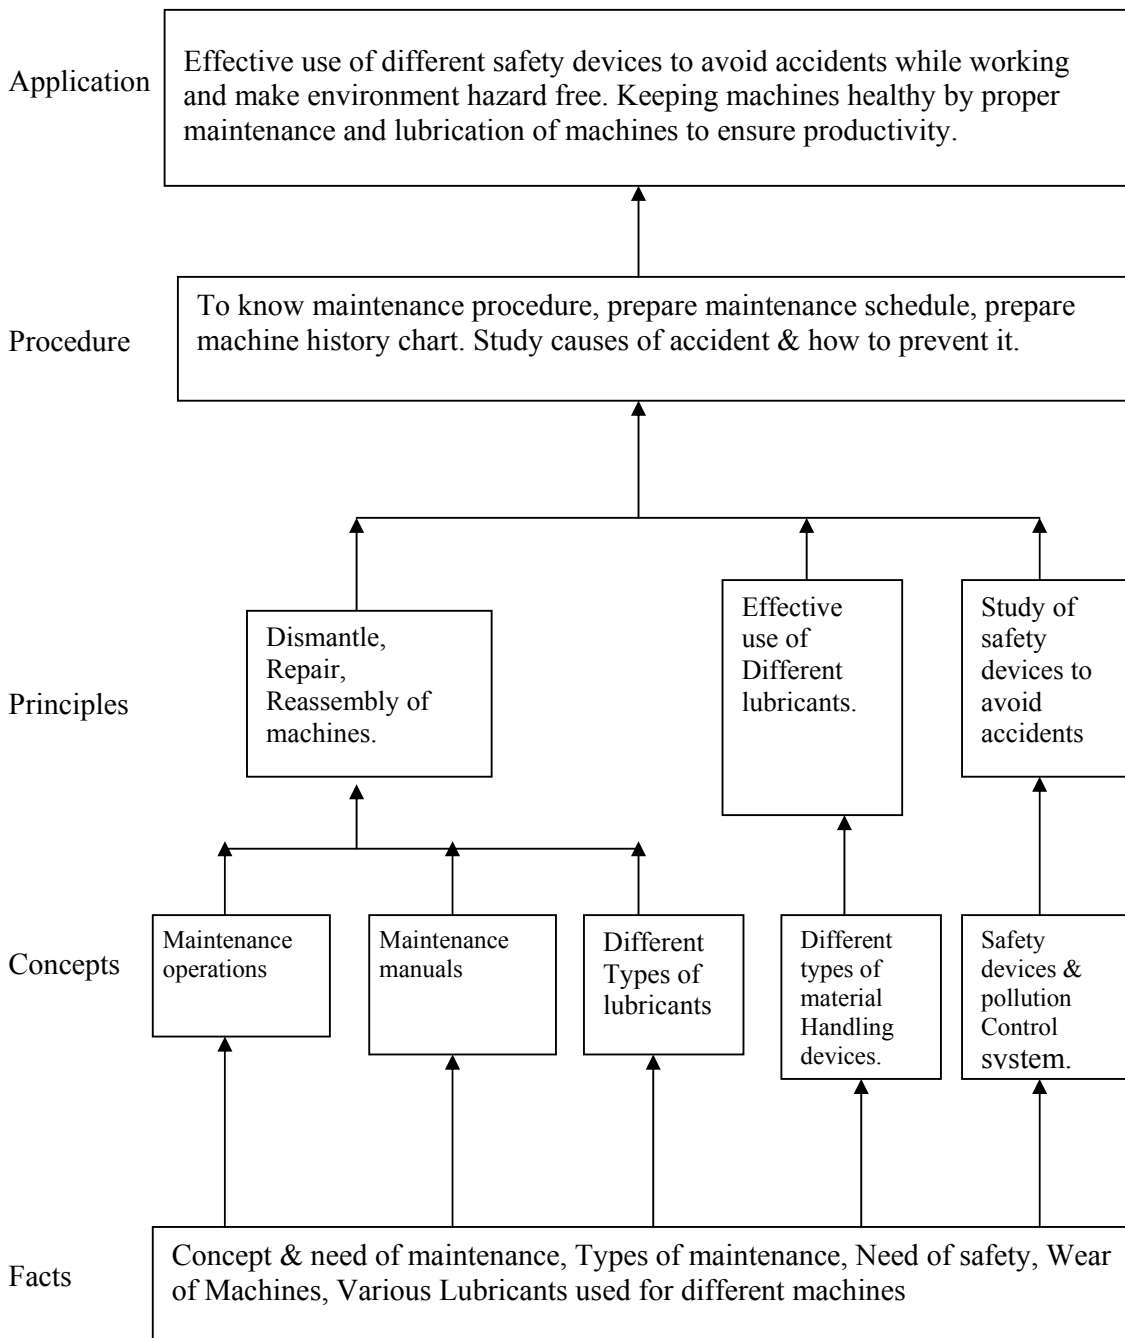 Application
Effective use of different safety devices to avoid accidents while working
and make environment hazard free. Keeping machines healthy by proper
maintenance and lubrication of machines to ensure productivity.
Procedure
To know maintenance procedure, prepare maintenance schedule, prepare
machine history chart. Study causes of accident & how to prevent it.
Principles
Dismantle,
Repair,
Reassembly of
machines.
Effective
use of
Different
lubricants.
Study of
safety
devices to
avoid
accidents
Concepts
Maintenance
operations
Maintenance
manuals
Different
Types of
lubricants
Different
types of
material
Handling
devices.
Safety
devices &
pollution
Control
system.
Facts
Concept & need of maintenance, Types of maintenance, Need of safety, Wear
of Machines, Various Lubricants used for different machines